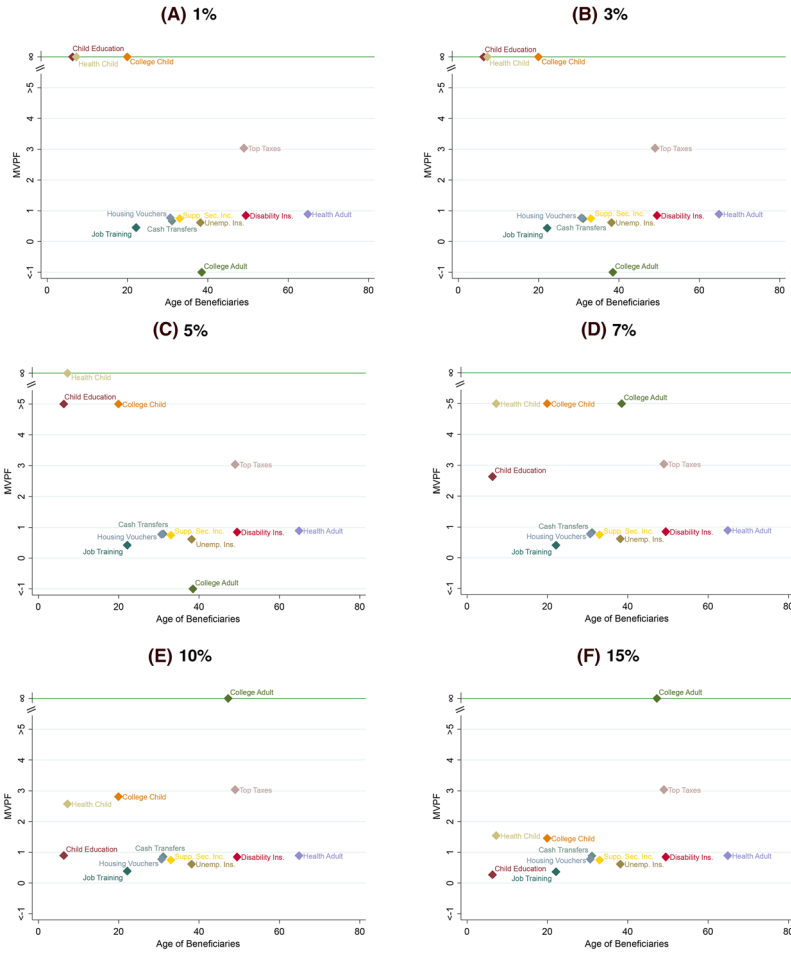 (A) 1%
MVPF
∞
>5
4
3
2
1
0
<-1
Child Education
Health Child
College Child
Top Taxes
Housing Vouchers
Supp. Sec. Inc.
Disability Ins.
Health Adult
Cash Transfers
Unemp. Ins.
Job Training
College Adult
0 20 40 60 80
Age of Beneficiaries
(B) 3%
MVPF
∞
>5
4
3
2
1
0
<-1
Child Education
Health Child
College Child
Top Taxes
Housing Vouchers
Supp. Sec. Inc.
Disability Ins.
Health Adult
Cash Transfers
Unemp. Ins.
Job Training
College Adult
0 20 40 60 80
Age of Beneficiaries
(C) 5%
MVPF
∞
>5
4
3
2
1
0
<-1
Health Child
Child Education
College Child
Top Taxes
Cash Transfers
Supp. Sec. Inc.
Disability Ins.
Health Adult
Housing Vouchers
Unemp. Ins.
Job Training
College Adult
0 20 40 60 80
Age of Beneficiaries
(D) 7%
MVPF
∞
>5
4
3
2
1
0
<-1
College Adult
Health Child
College Child
Child Education
Top Taxes
Cash Transfers
Supp. Sec. Inc.
Disability Ins.
Health Adult
Housing Vouchers
Unemp. Ins.
Job Training
0 20 40 60 80
Age of Beneficiaries
(E) 10%
MVPF
∞
>5
4
3
2
1
0
<-1
College Adult
College Child
Health Child
Top Taxes
Child Education
Cash Transfers
Supp. Sec. Inc.
Disability Ins.
Health Adult
Housing Vouchers
Unemp. Ins.
Job Training
0 20 40 60 80
Age of Beneficiaries
(F) 15%
MVPF
∞
>5
4
3
2
1
0
<-1
College Adult
Top Taxes
Health Child
College Child
Cash Transfers
Supp. Sec. Inc.
Disability Ins.
Health Adult
Housing Vouchers
Unemp. Ins.
Child Education
Job Training
0 20 40 60 80
Age of Beneficiaries